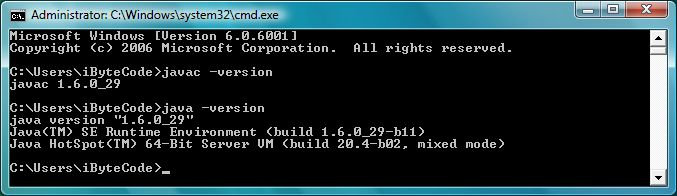 Administrator: C:\Windows\system32\cmd.exe
Microsoft Windows [Version 6.0.6001]
Copyright (c) 2006 Microsoft Corporation.  All rights reserved.
C:\Users\iByteCode>javac -version
javac 1.6.0_29
C:\Users\iByteCode>java -version
java version "1.6.0_29"
Java(TM) SE Runtime Environment (build 1.6.0_29-b11)
Java HotSpot(TM) 64-Bit Server VM (build 20.4-b02, mixed mode)
C:\Users\iByteCode>_